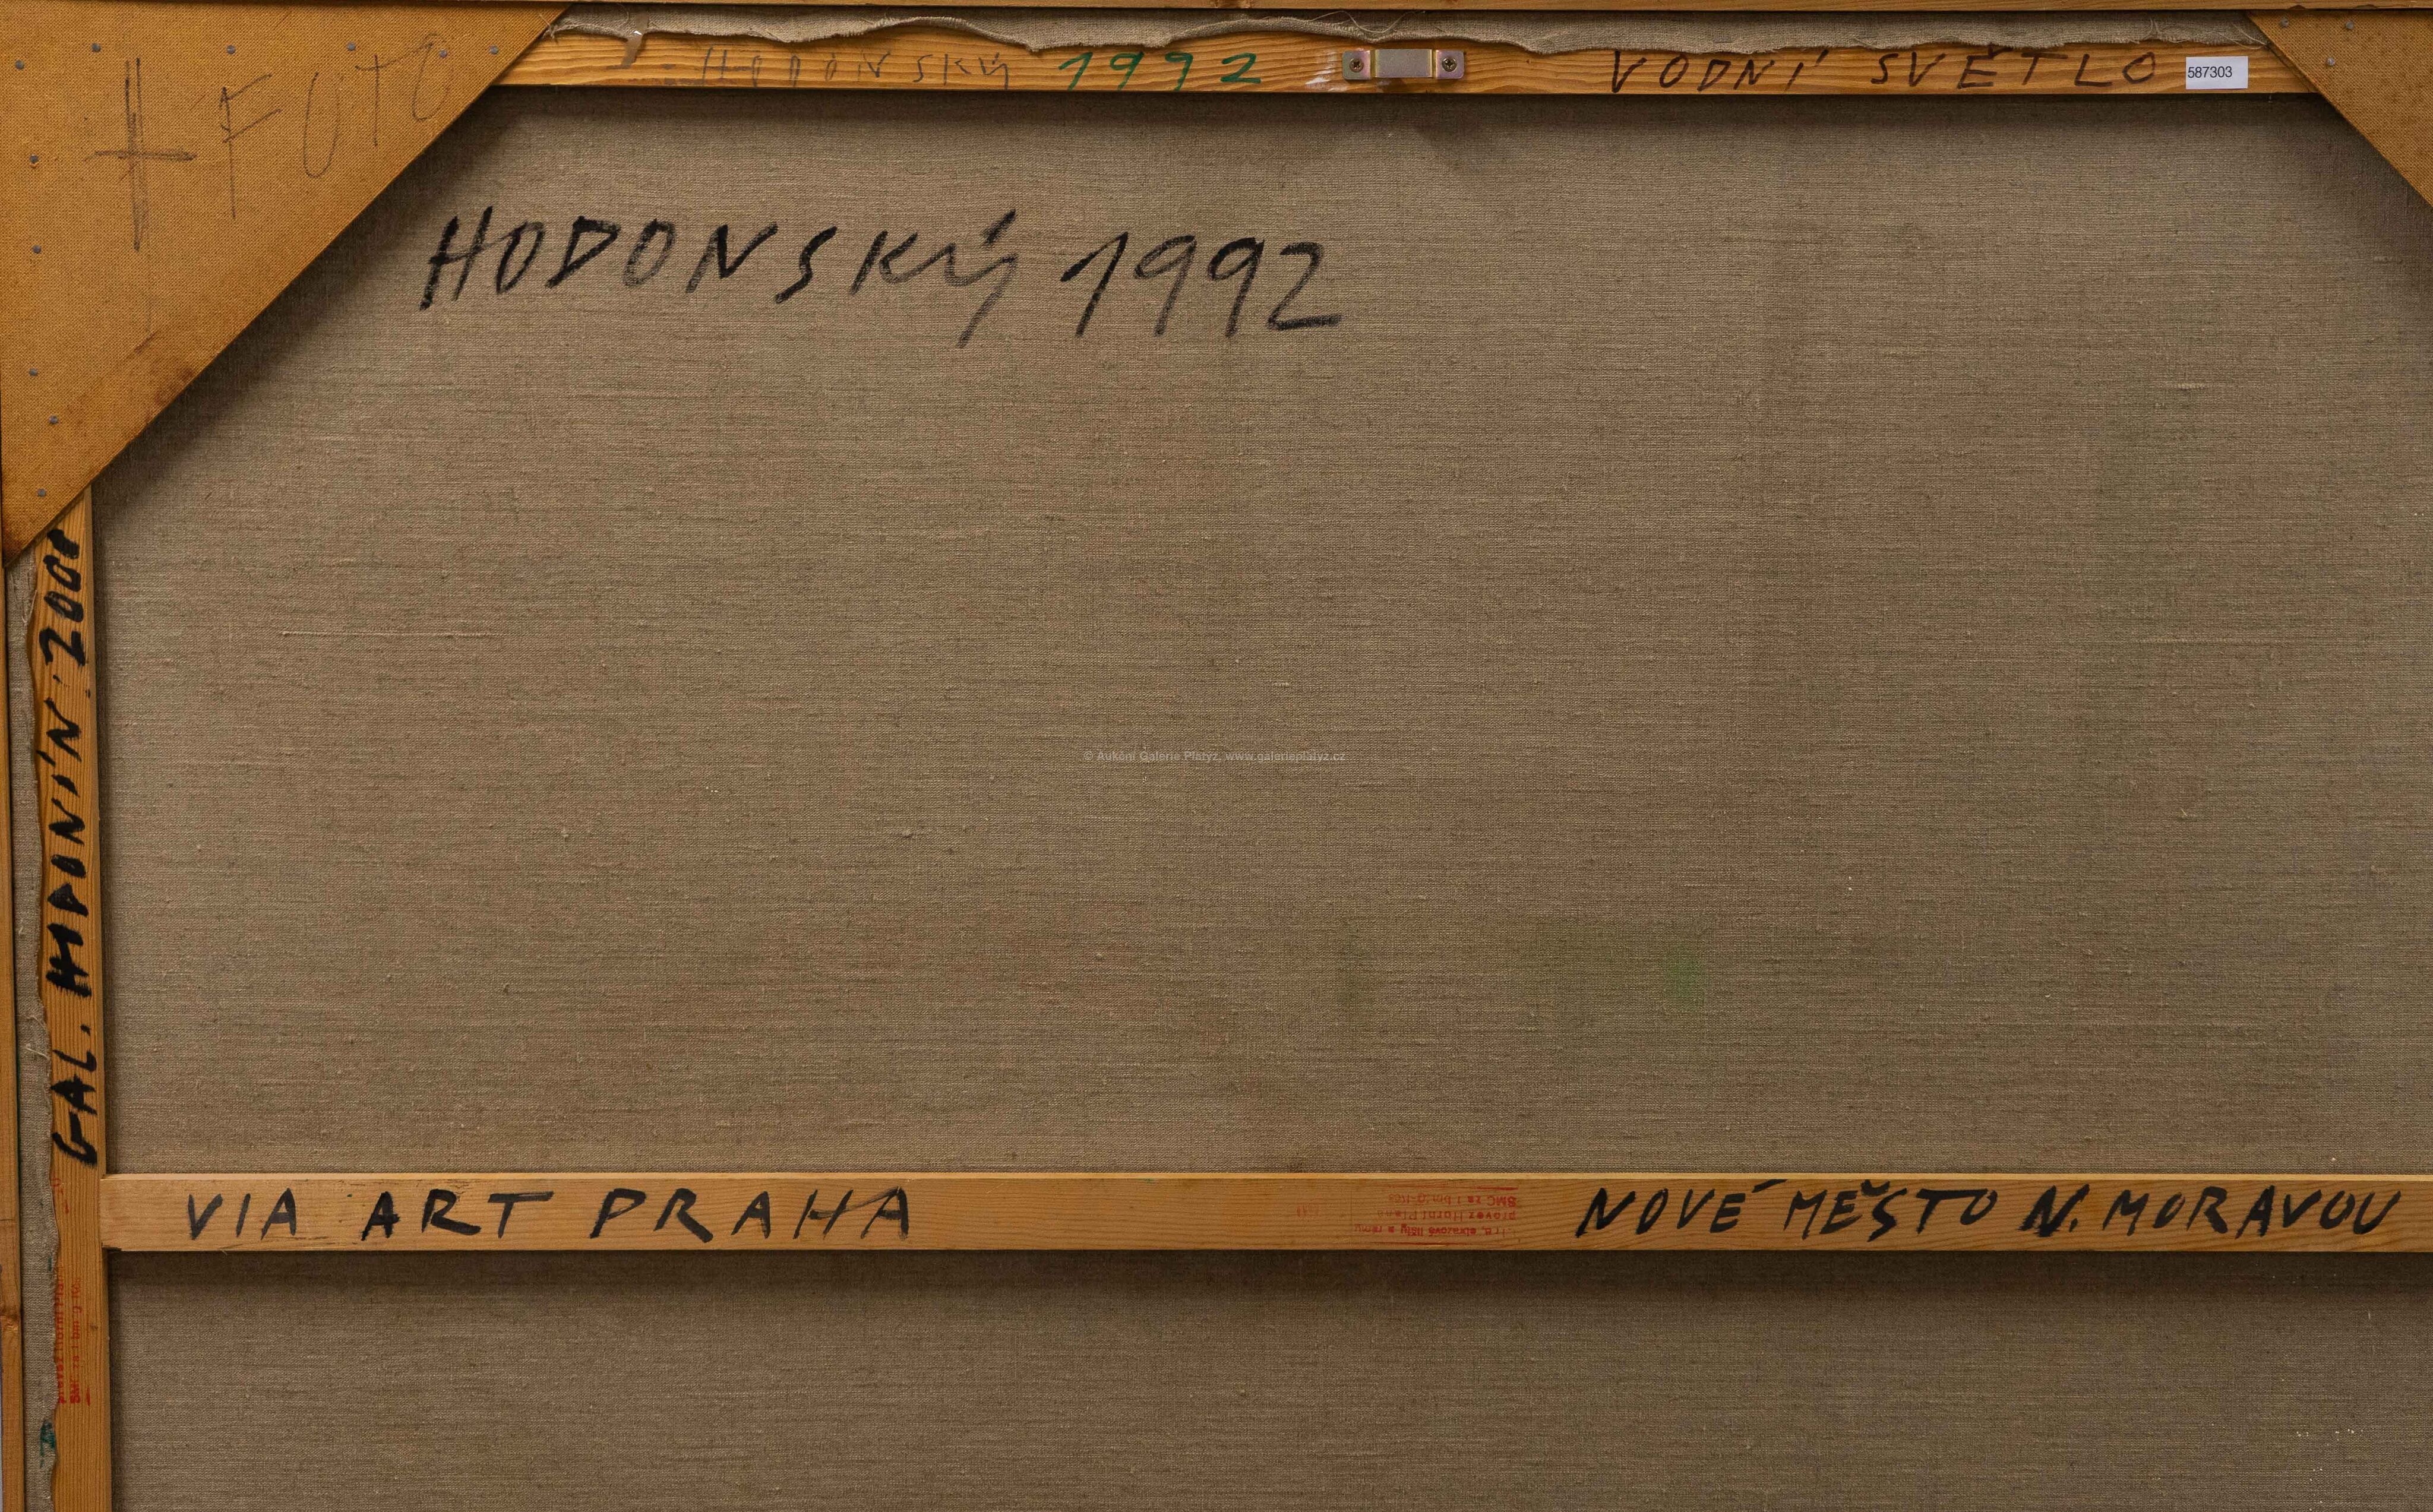 + FOTO
HODONSKÝ 1992
VODNÍ SVĚTLO
587303
HODONSKÝ 1992
© Aukční Galerie Platýz, www.galerieplatyz.cz
GAL. HODONÍN
VIA ART PRAHA
NOVÉ MĚSTO N. MORAVOU